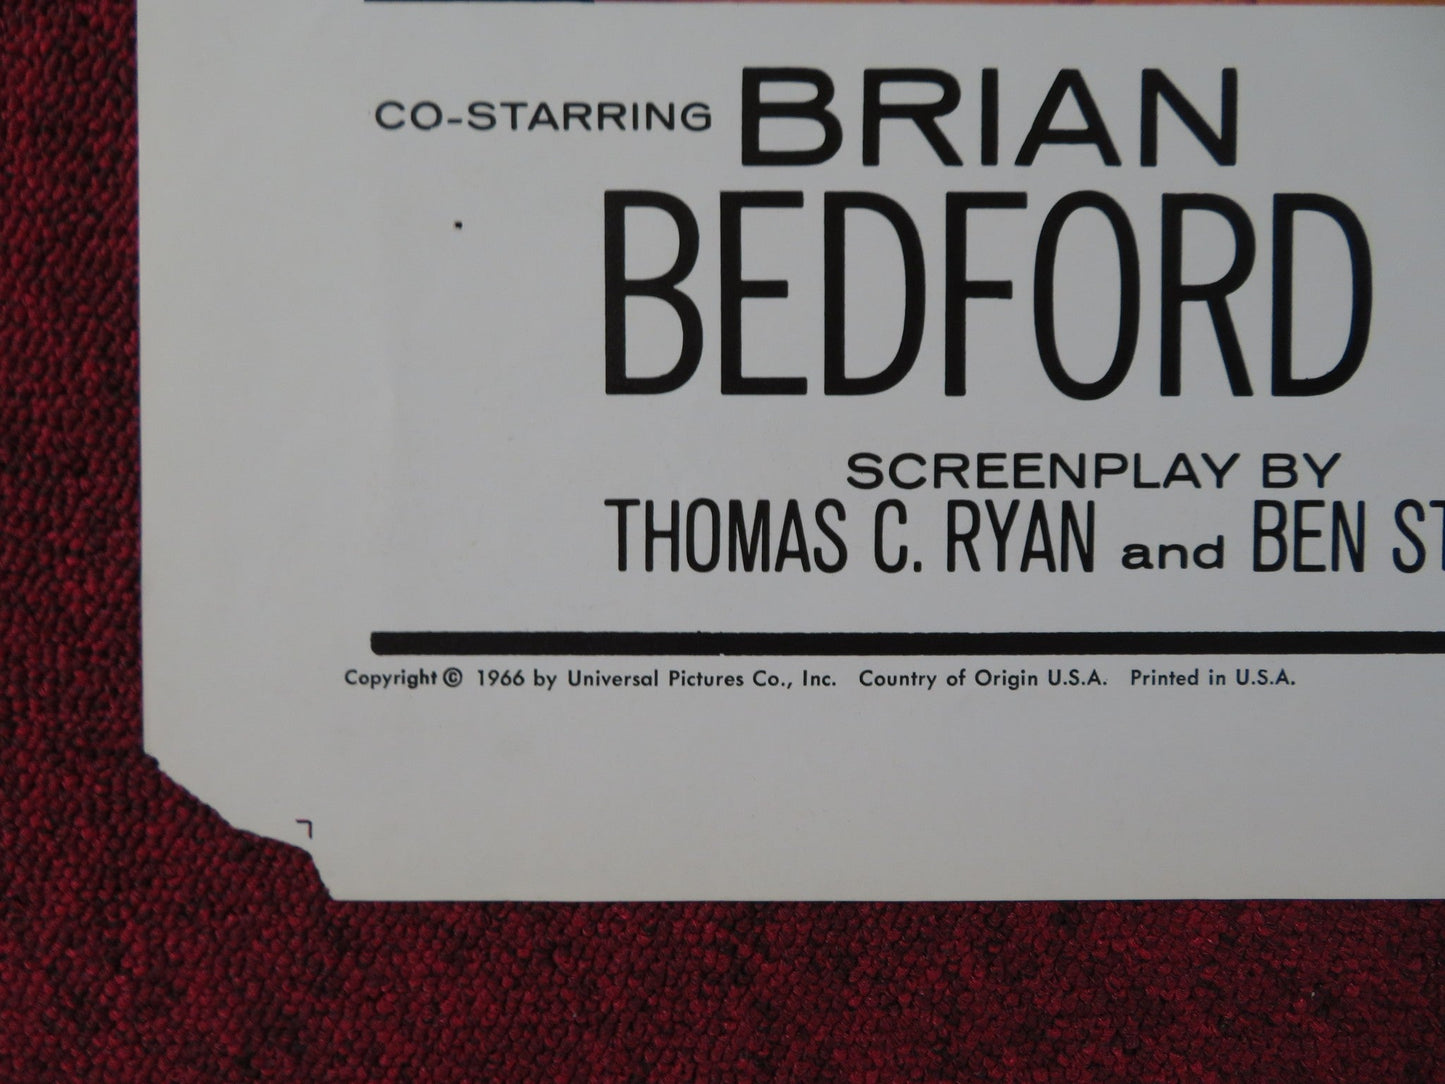 CO-STARRING BRIAN
BEDFORD
SCREENPLAY BY
THOMAS C. RYAN and BEN
Copyright © 1966 by Universal Pictures Co., Inc. Country of Origin U.S.A. Printed in U.S.A.